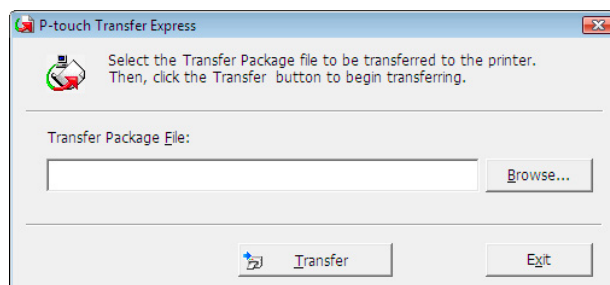 P-touch Transfer Express
Select the Transfer Package file to be transferred to the printer.
Then, click the Transfer button to begin transferring.
Transfer Package File:
Browse...
Transfer
Exit